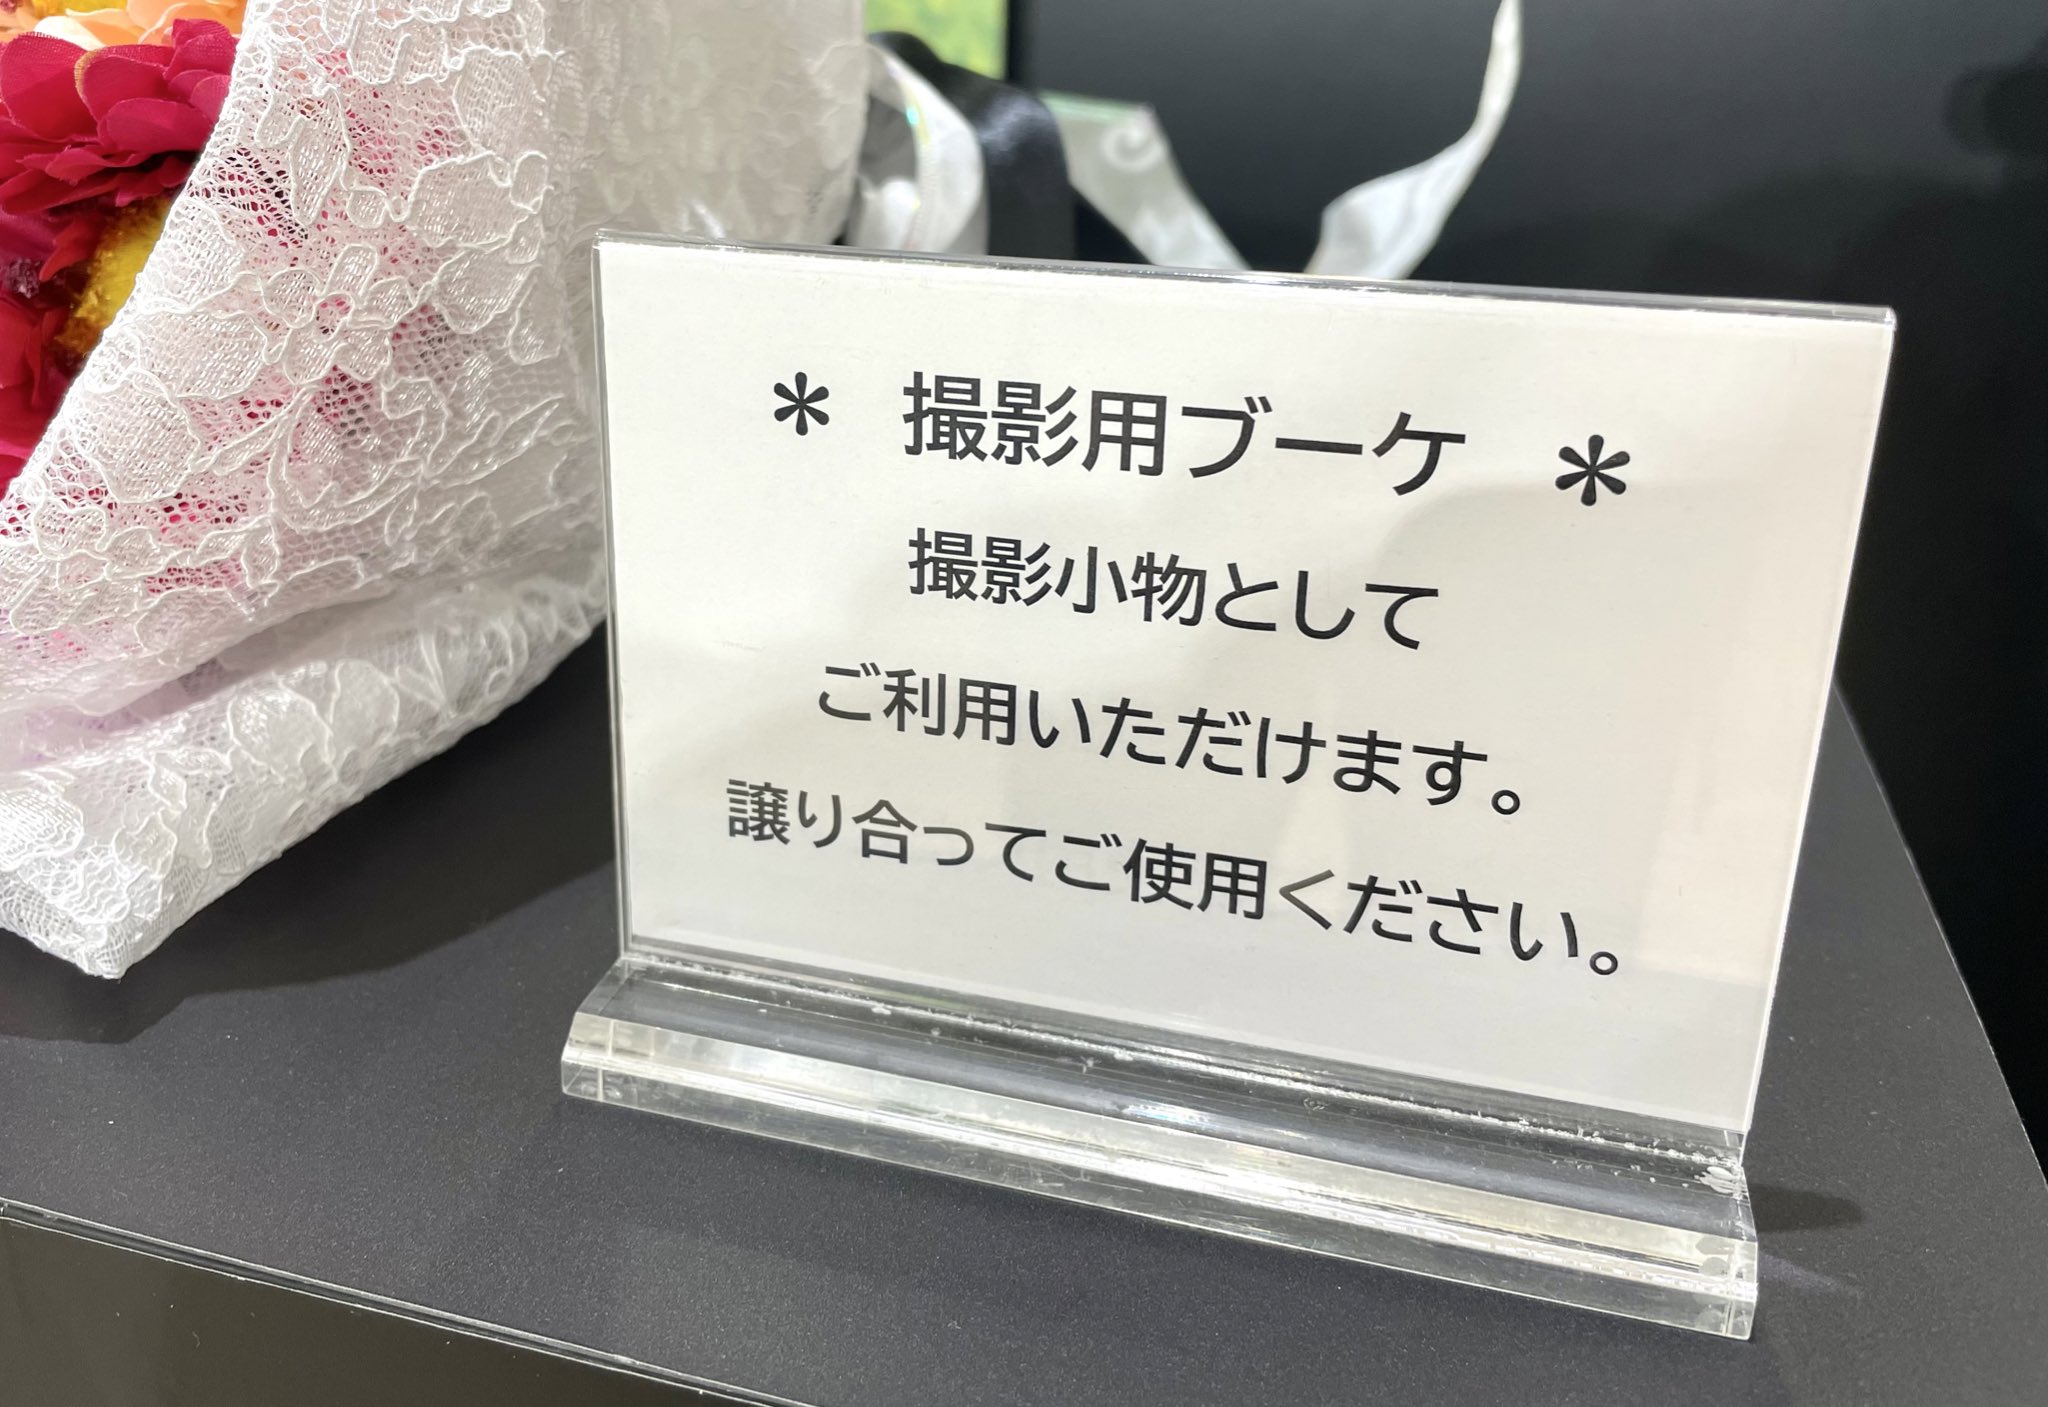 * 撮影用ブーケ *
撮影小物として
ご利用いただけます。
譲り合ってご使用ください。